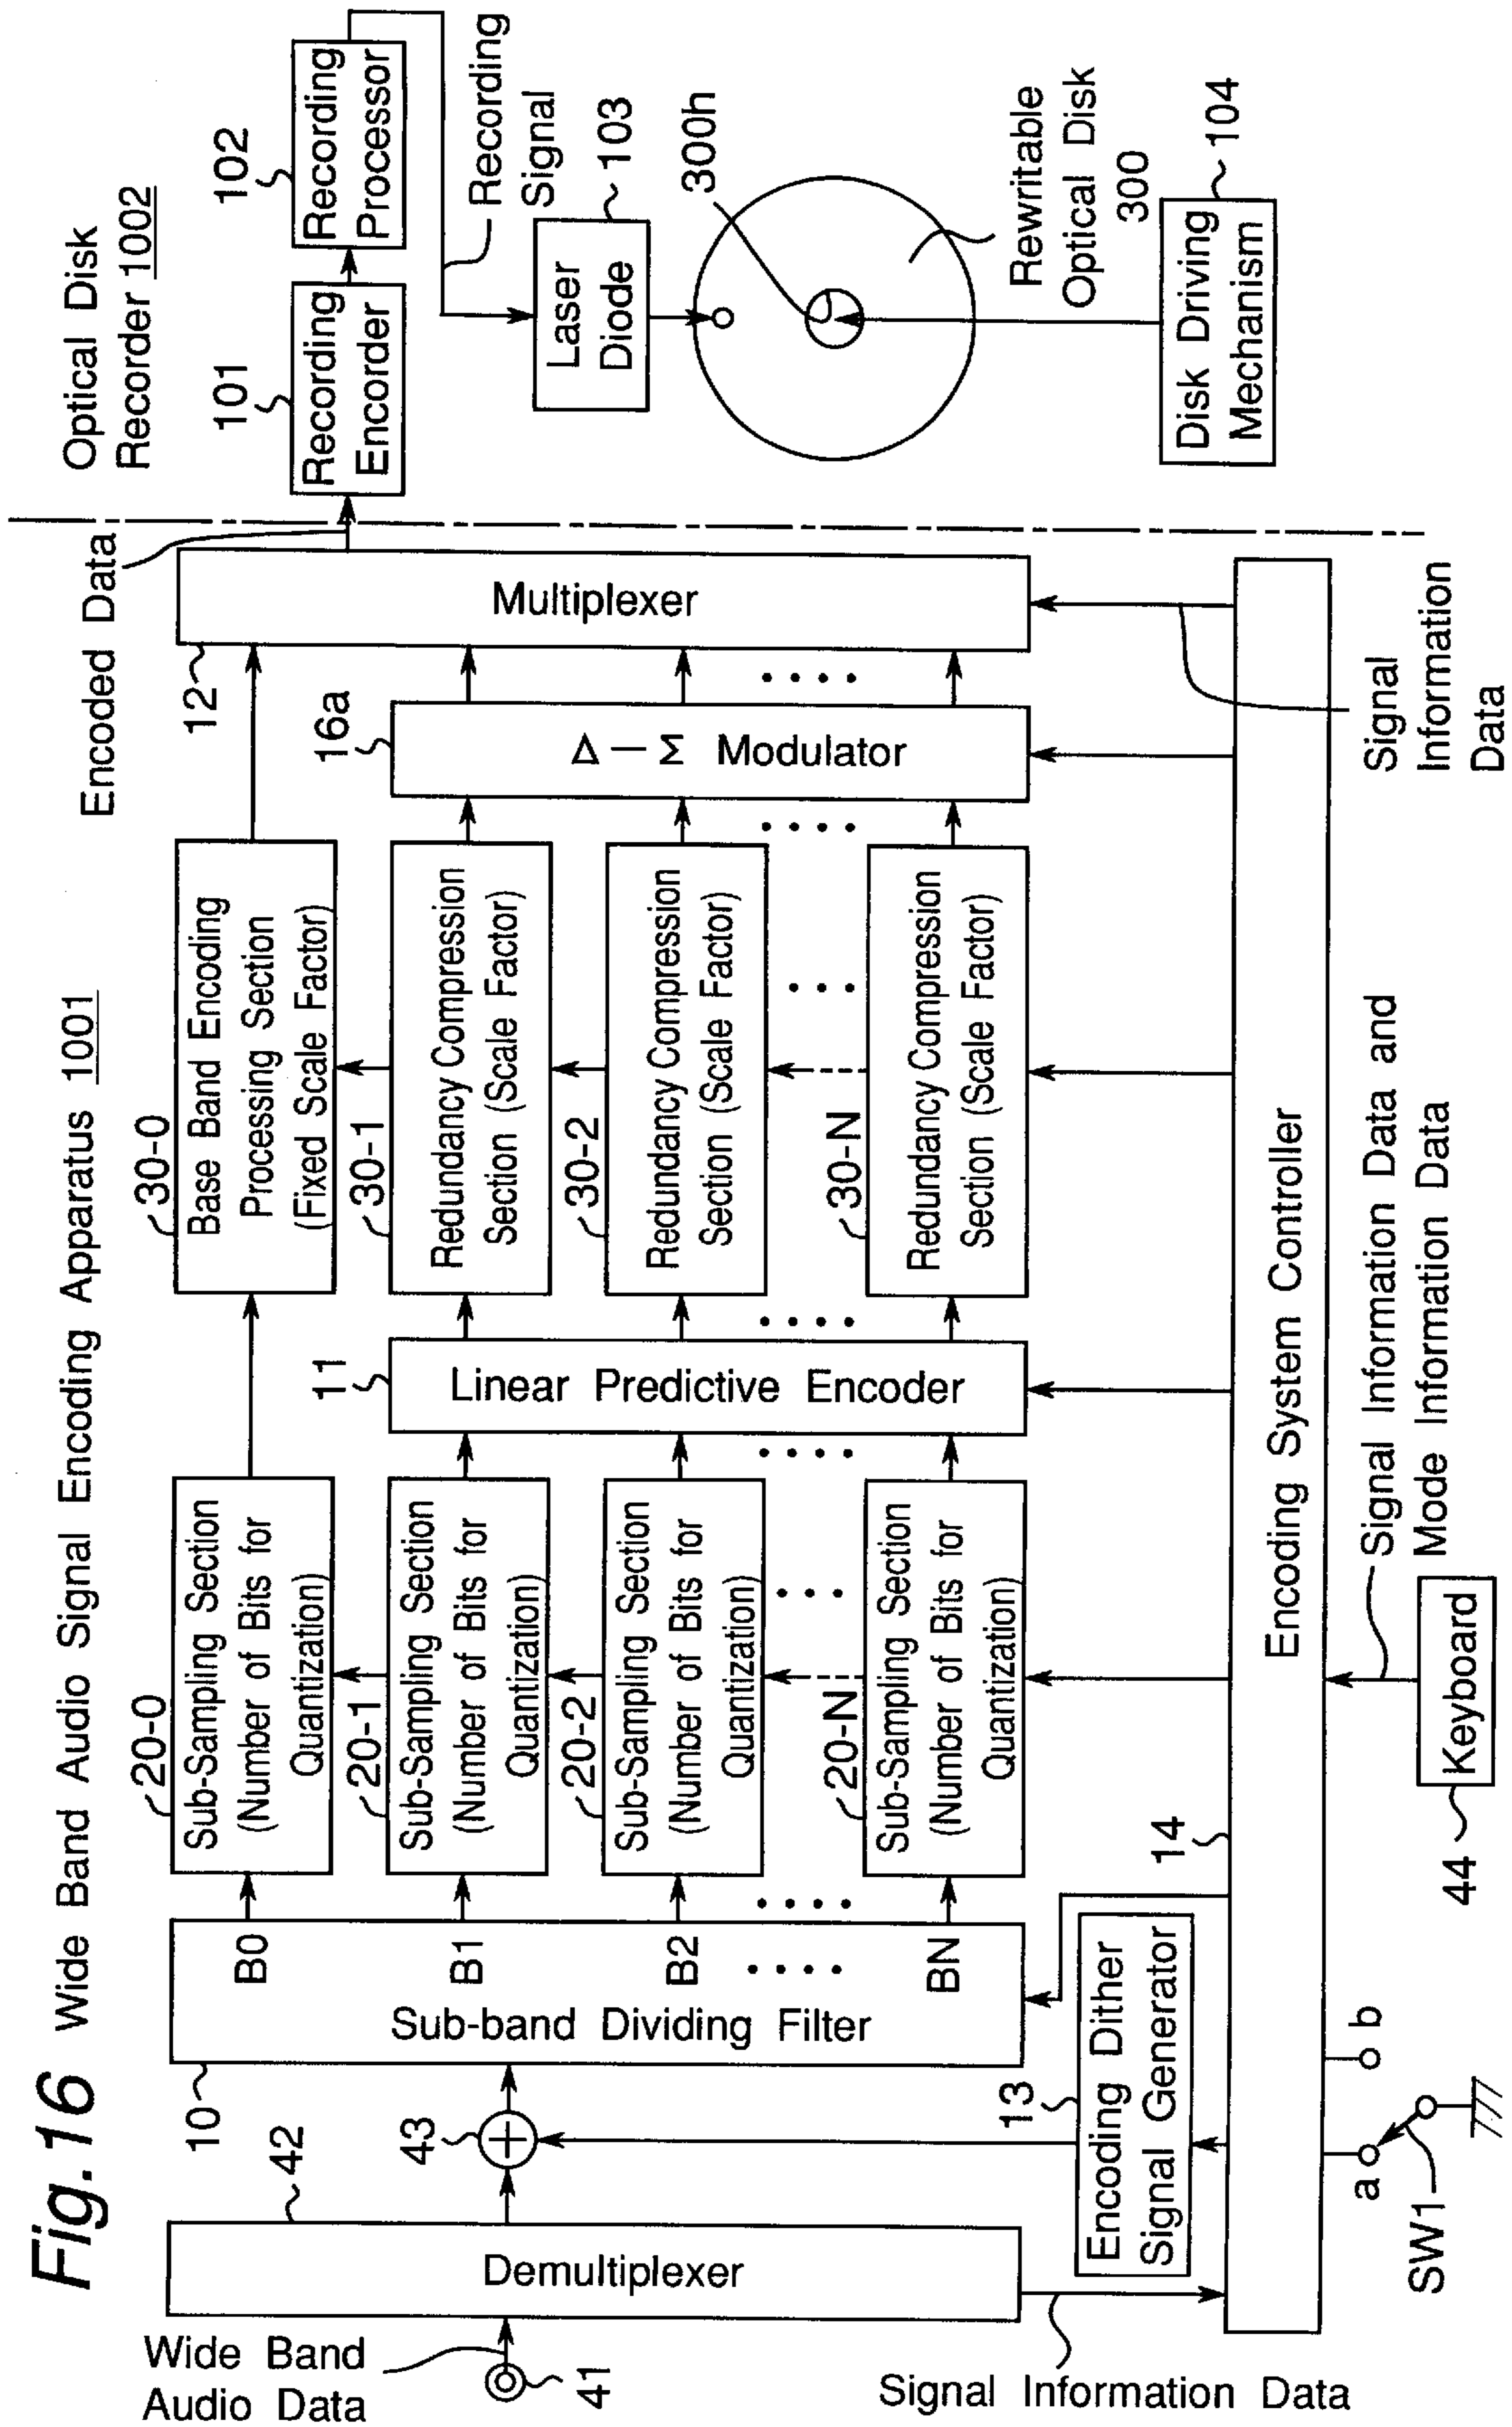 Fig. 16
Wide Band Audio Signal Encoding Apparatus 1001
Optical Disk
Recorder 1002
Wide Band
Audio Data
41
42
Demultiplexer
Signal Information Data
43
10
Sub-band Dividing Filter
B0
B1
B2
. . . .
BN
. . . .
13
Encoding Dither
Signal Generator
20-0
Sub-Sampling Section
(Number of Bits for
Quantization)
20-1
Sub-Sampling Section
(Number of Bits for
Quantization)
20-2
Sub-Sampling Section
(Number of Bits for
Quantization)
. . .
20-N
Sub-Sampling Section
(Number of Bits for
Quantization)
. . . .
11
Linear Predictive Encoder
. . . .
30-0
Base Band Encoding
Processing Section
(Fixed Scale Factor)
30-1
Redundancy Compression
Section (Scale Factor)
30-2
Redundancy Compression
Section (Scale Factor)
. . .
30-N
Redundancy Compression
Section (Scale Factor)
. . . .
16a
Δ-Σ Modulator
. . . .
12
Multiplexer
Encoded Data
14
Encoding System Controller
a
b
SW1
44
Keyboard
Signal Information Data and
Mode Information Data
Signal
Information
Data
101
Recording
Encorder
102
Recording
Processor
Recording
Signal
103
Laser
Diode
300h
Rewritable
Optical Disk
300
104
Disk Driving
Mechanism